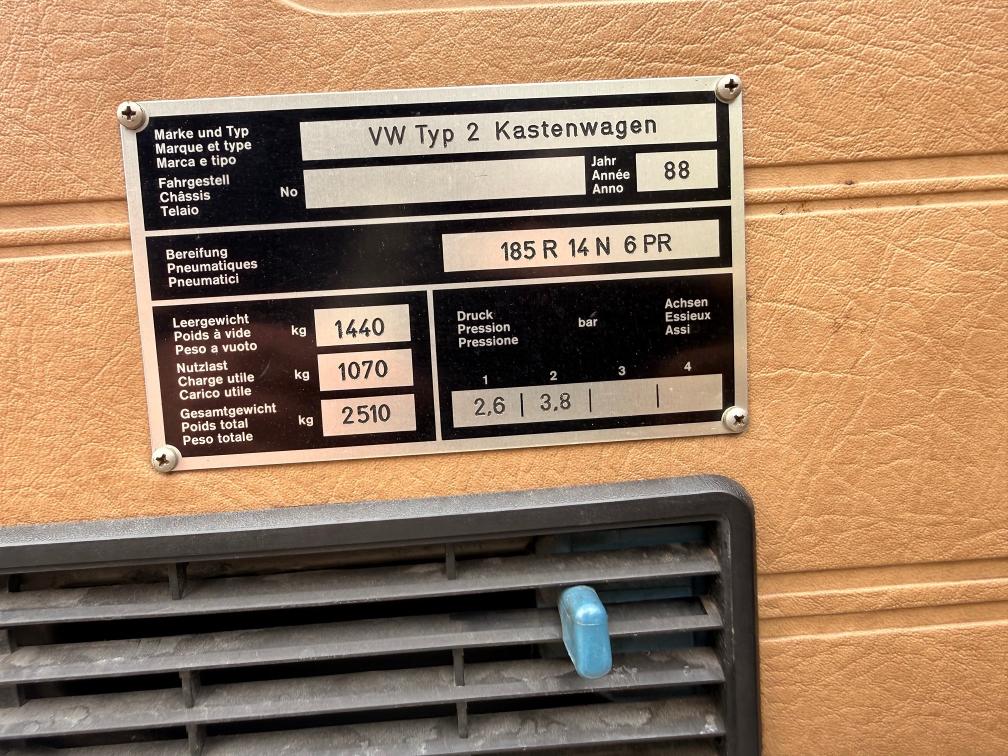 Marke und Typ
Marque et type
Marca e tipo
VW Typ 2 Kastenwagen
Fahrgestell
Châssis
Telaio
No
Jahr
Année
Anno
88
Bereifung
Pneumatiques
Pneumatici
185 R 14 N 6 PR
Leergewicht
Poids à vide
Peso a vuoto
kg
1440
Nutzlast
Charge utile
Carico utile
kg
1070
Gesamtgewicht
Poids total
Peso totale
kg
2510
Druck
Pression
Pressione
bar
Achsen
Essieux
Assi
1 2 3 4
2,6 | 3,8 | |